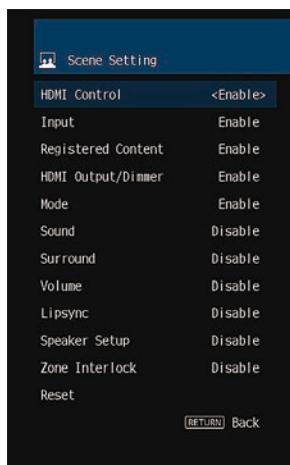 Scene Setting
HDMI Control <Enable>
Input Enable
Registered Content Enable
HDMI Output/Dimmer Enable
Mode Enable
Sound Disable
Surround Disable
Volume Disable
Lipsync Disable
Speaker Setup Disable
Zone Interlock Disable
Reset
RETURN Back